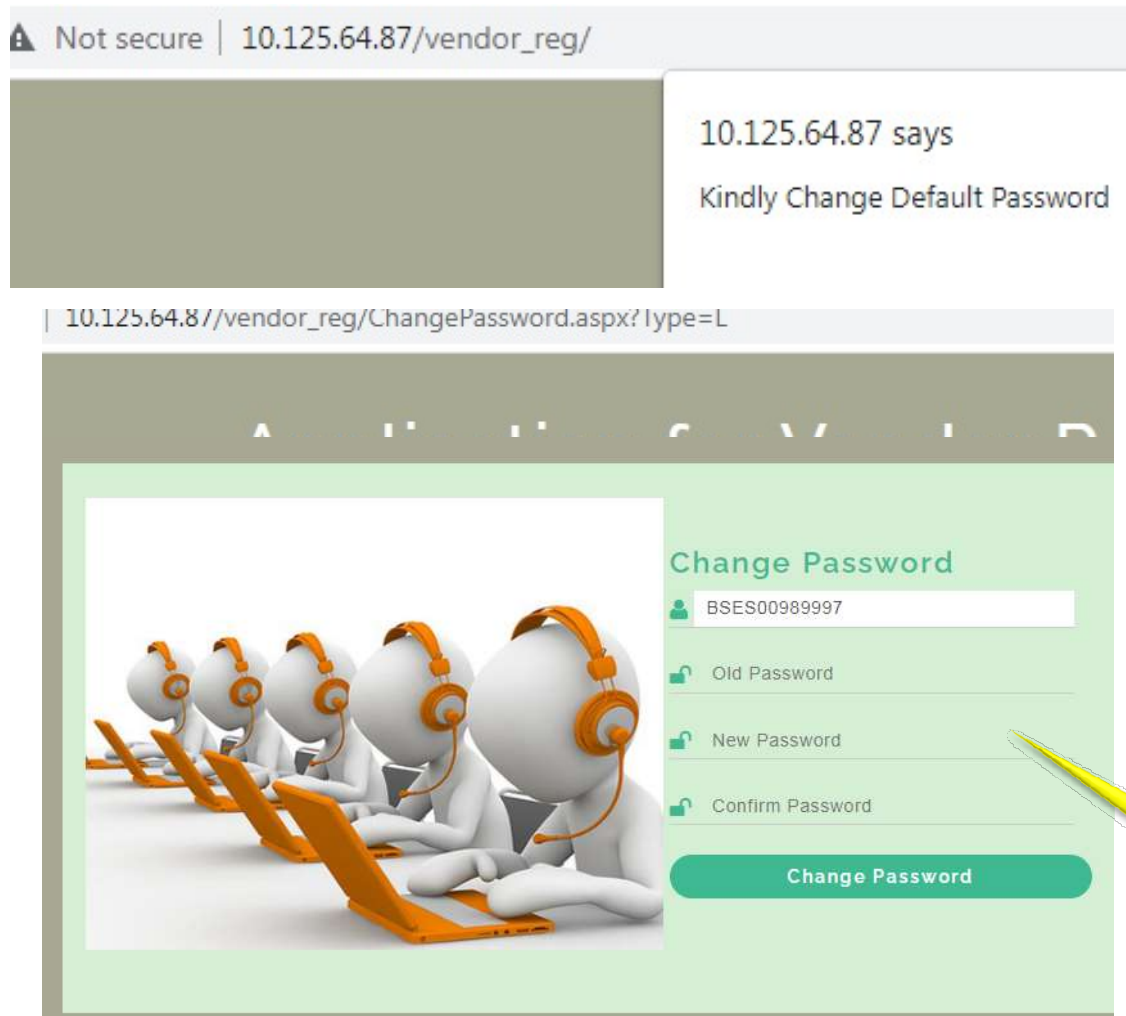 Not secure | 10.125.64.87/vendor_reg/
10.125.64.87 says
Kindly Change Default Password
10.125.64.87/vendor_reg/ChangePassword.aspx?Type=L
Change Password
BSES00989997
Old Password
New Password
Confirm Password
Change Password